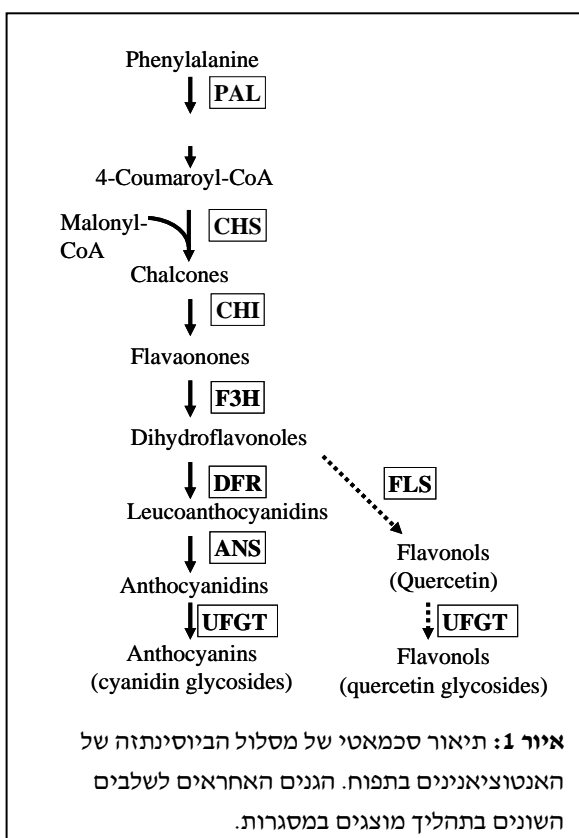 Phenylalanine
PAL
4-Coumaroyl-CoA
Malonyl-
CoA
CHS
Chalcones
CHI
Flavaonones
F3H
Dihydroflavonoles
DFR
FLS
Leucoanthocyanidins
ANS
Flavonols
(Quercetin)
Anthocyanidins
UFGT
UFGT
Anthocyanins
(cyanidin glycosides)
Flavonols
(quercetin glycosides)
איור 1: תיאור סכמאטי של מסלול הביוסינתזה של
האנטוציאנינים בתפוח. הגנים האחראים לשלבים
השונים בתהליך מוצגים במסגרות.